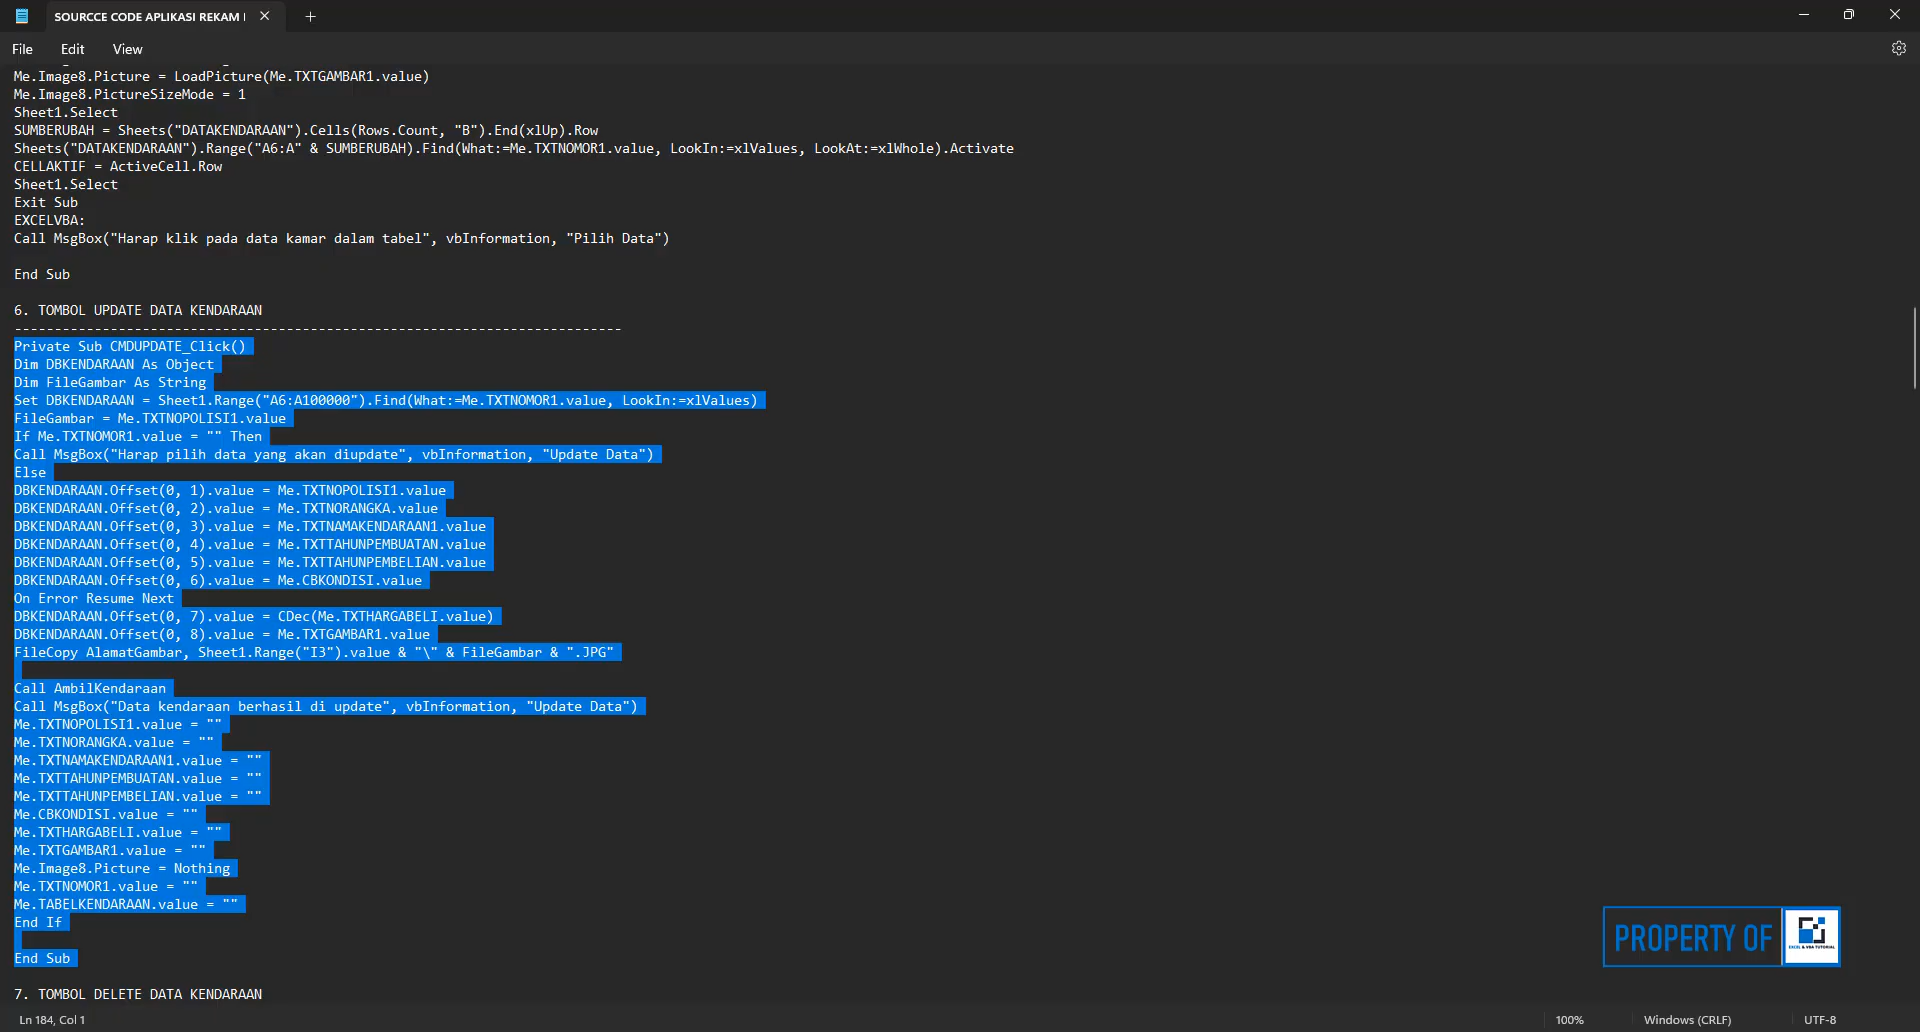 SOURCCE CODE APLIKASI REKAM
File Edit View
Me.Image8.Picture = LoadPicture(Me.TXTGAMBAR1.value)
Me.Image8.PictureSizeMode = 1
Sheet1.Select
SUMBERUBAH = Sheets("DATAKENDARAAN").Cells(Rows.Count, "B").End(xlUp).Row
Sheets("DATAKENDARAAN").Range("A6:A" & SUMBERUBAH).Find(What:=Me.TXTNOMOR1.value, LookIn:=xlValues, LookAt:=xlWhole).Activate
CELLAKTIF = ActiveCell.Row
Sheet1.Select
Exit Sub
EXCELVBA:
Call MsgBox("Harap klik pada data kamar dalam tabel", vbInformation, "Pilih Data")
End Sub
6. TOMBOL UPDATE DATA KENDARAAN
----------------------------------------------------------------------------
Private Sub CMDUPDATE_Click()
Dim DBKENDARAAN As Object
Dim FileGambar As String
Set DBKENDARAAN = Sheet1.Range("A6:A100000").Find(What:=Me.TXTNOMOR1.value, LookIn:=xlValues)
FileGambar = Me.TXTNOPOLISI1.value
If Me.TXTNOMOR1.value = "" Then
Call MsgBox("Harap pilih data yang akan diupdate", vbInformation, "Update Data")
Else
DBKENDARAAN.Offset(0, 1).value = Me.TXTNOPOLISI1.value
DBKENDARAAN.Offset(0, 2).value = Me.TXTNORANGKA.value
DBKENDARAAN.Offset(0, 3).value = Me.TXTNAMAKENDARAAN1.value
DBKENDARAAN.Offset(0, 4).value = Me.TXTTAHUNPEMBUATAN.value
DBKENDARAAN.Offset(0, 5).value = Me.TXTTAHUNPEMBELIAN.value
DBKENDARAAN.Offset(0, 6).value = Me.CBKONDISI.value
On Error Resume Next
DBKENDARAAN.Offset(0, 7).value = CDec(Me.TXTHARGABELI.value)
DBKENDARAAN.Offset(0, 8).value = Me.TXTGAMBAR1.value
FileCopy AlamatGambar, Sheet1.Range("I3").value & "\" & FileGambar & ".JPG"
Call AmbilKendaraan
Call MsgBox("Data kendaraan berhasil di update", vbInformation, "Update Data")
Me.TXTNOPOLISI1.value = ""
Me.TXTNORANGKA.value = ""
Me.TXTNAMAKENDARAAN1.value = ""
Me.TXTTAHUNPEMBUATAN.value = ""
Me.TXTTAHUNPEMBELIAN.value = ""
Me.CBKONDISI.value = ""
Me.TXTHARGABELI.value = ""
Me.TXTGAMBAR1.value = ""
Me.Image8.Picture = Nothing
Me.TXTNOMOR1.value = ""
Me.TABELKENDARAAN.value = ""
End If
End Sub
PROPERTY OF
EXCEL & VBA TUTORIAL
7. TOMBOL DELETE DATA KENDARAAN
Ln 184, Col 1 100% Windows (CRLF) UTF-8